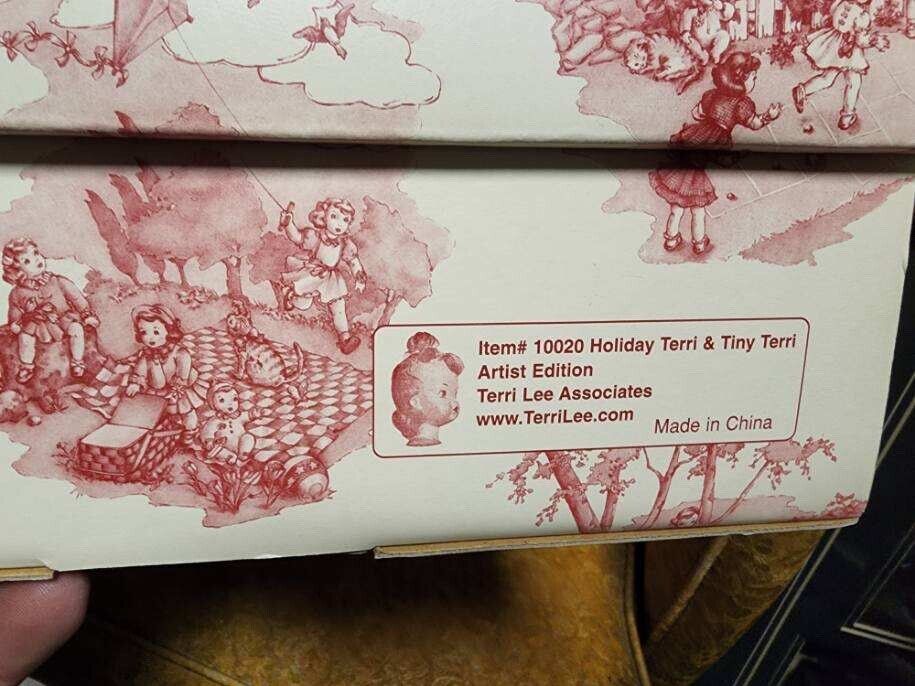 Item# 10020 Holiday Terri & Tiny Terri
Artist Edition
Terri Lee Associates
www.TerriLee.com
Made in China